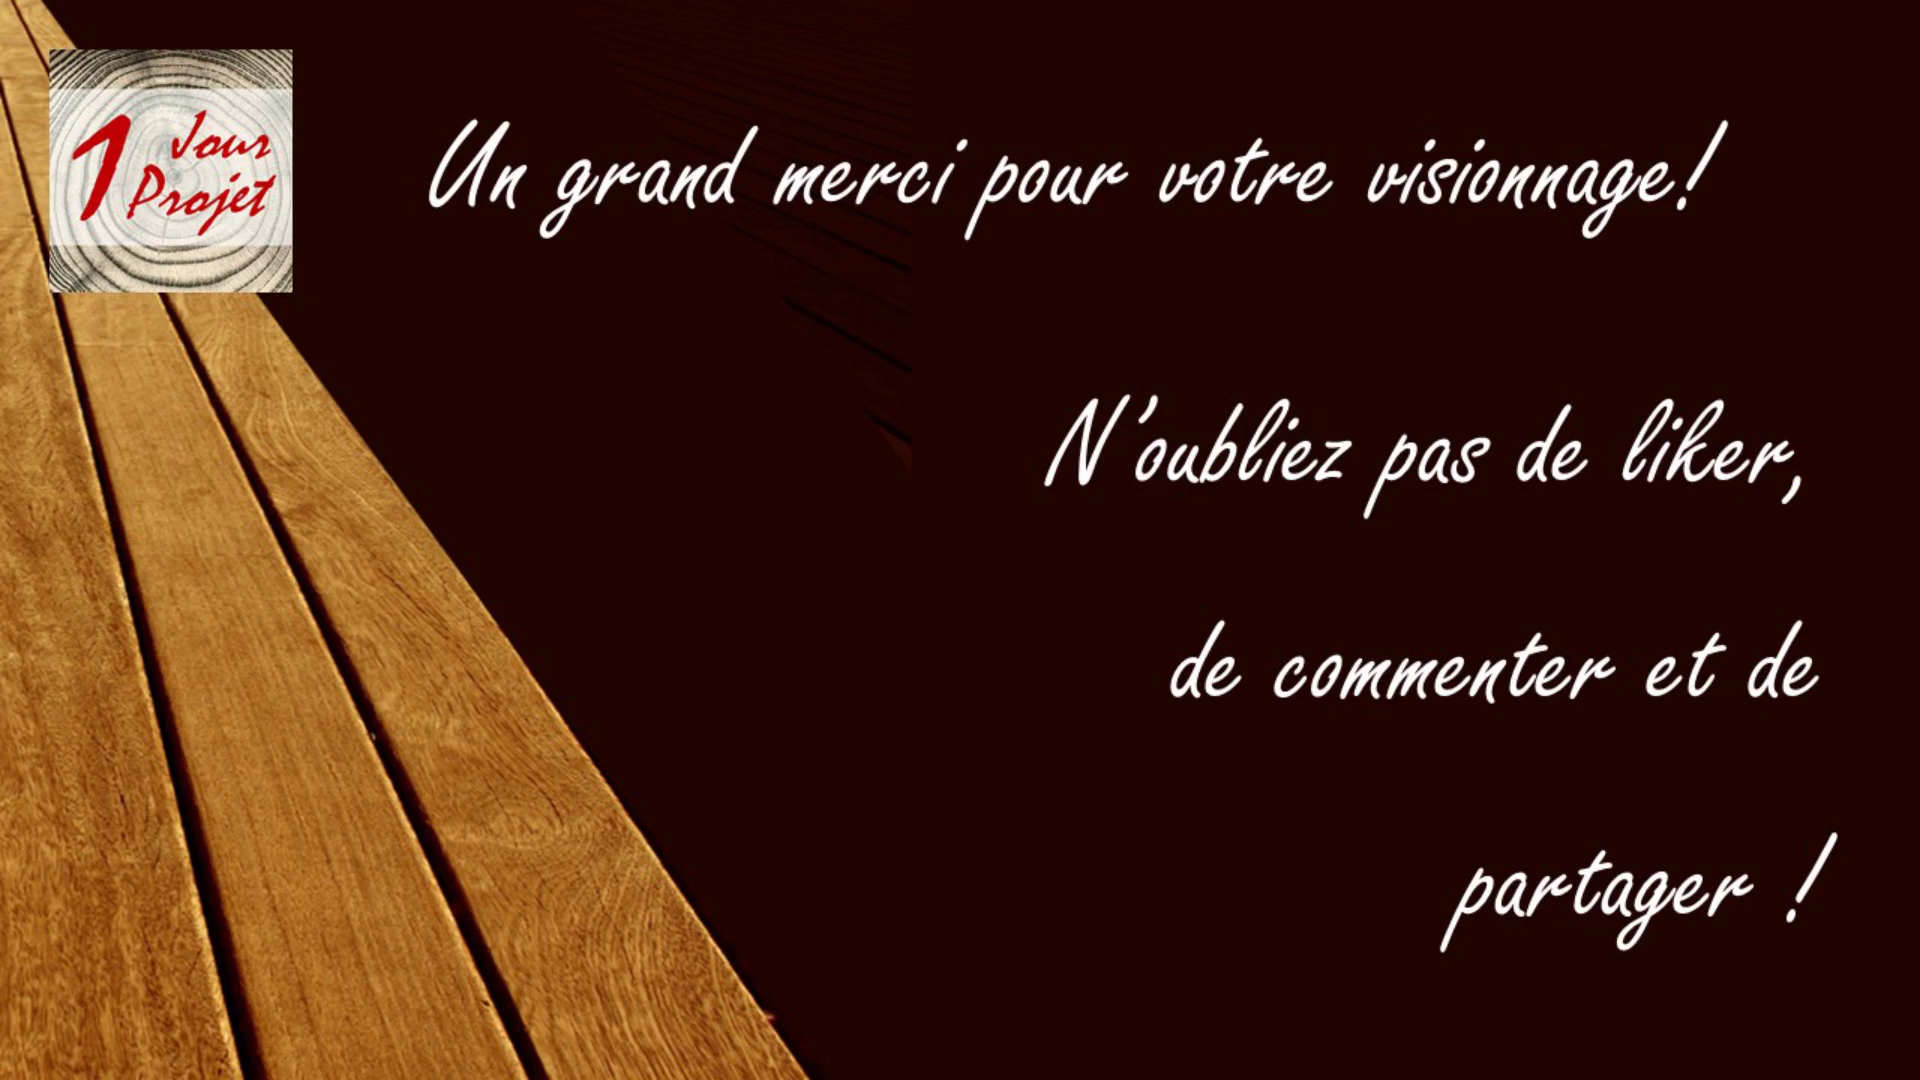 1 Jour
Projet
Un grand merci pour votre visionnage!
N'oubliez pas de liker,
de commenter et de
partager !